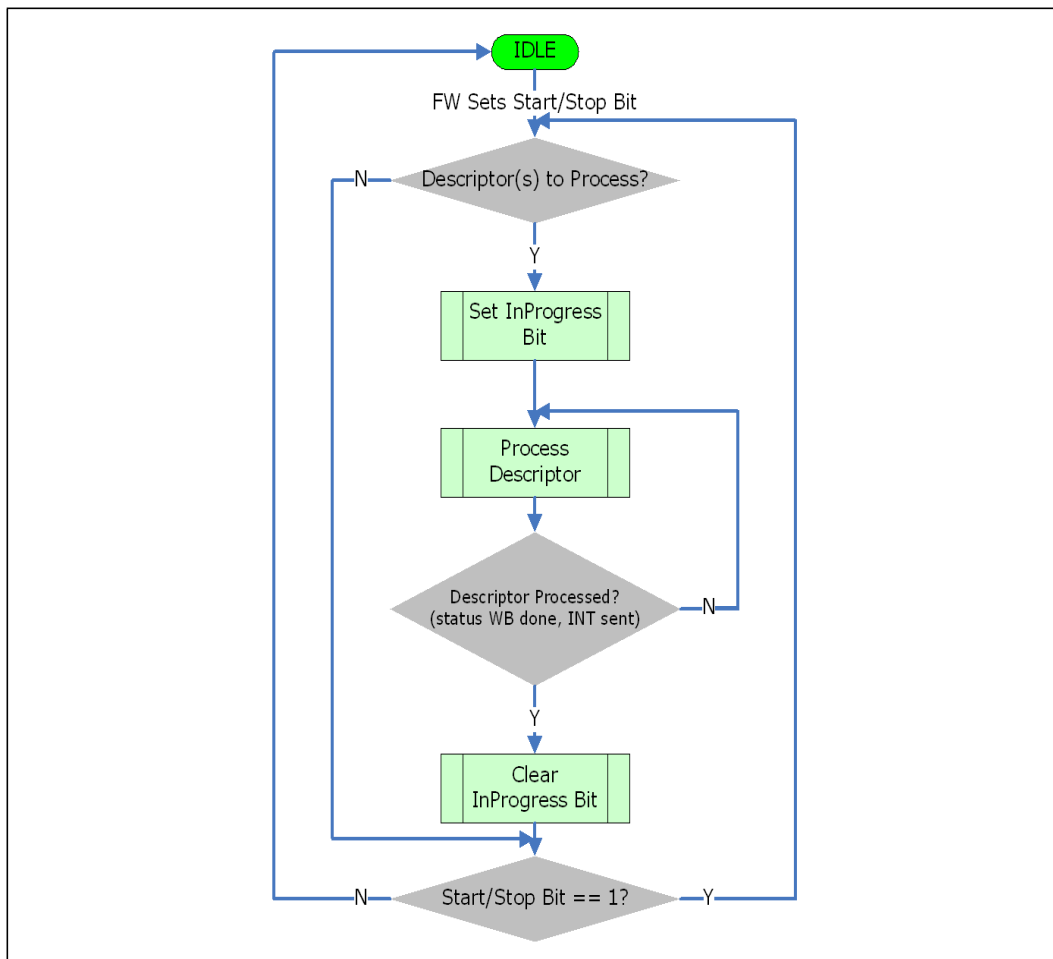 IDLE
FW Sets Start/Stop Bit
Descriptor(s) to Process?
N
Y
Set InProgress
Bit
Process
Descriptor
Descriptor Processed?
(status WB done, INT sent)
N
Y
Clear
InProgress Bit
Start/Stop Bit == 1?
N
Y